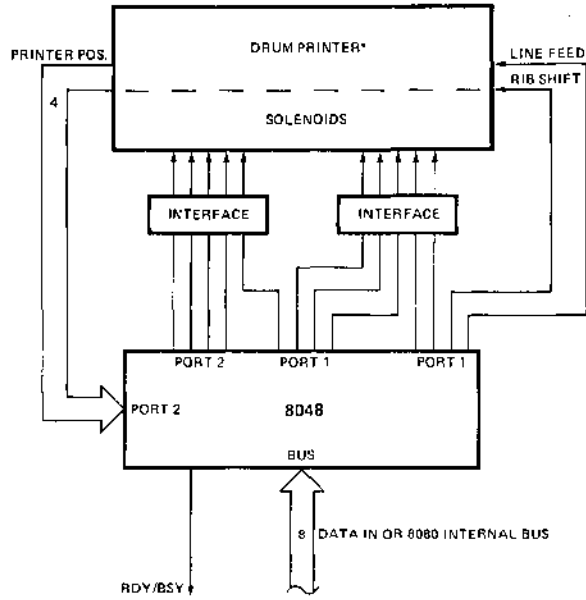 DRUM PRINTER*
PRINTER POS.
LINE FEED
RIB SHIFT
4
SOLENOIDS
INTERFACE
INTERFACE
PORT 2
PORT 1
PORT 1
PORT 2
8048
BUS
8 DATA IN OR 8080 INTERNAL BUS
RDY/BSY